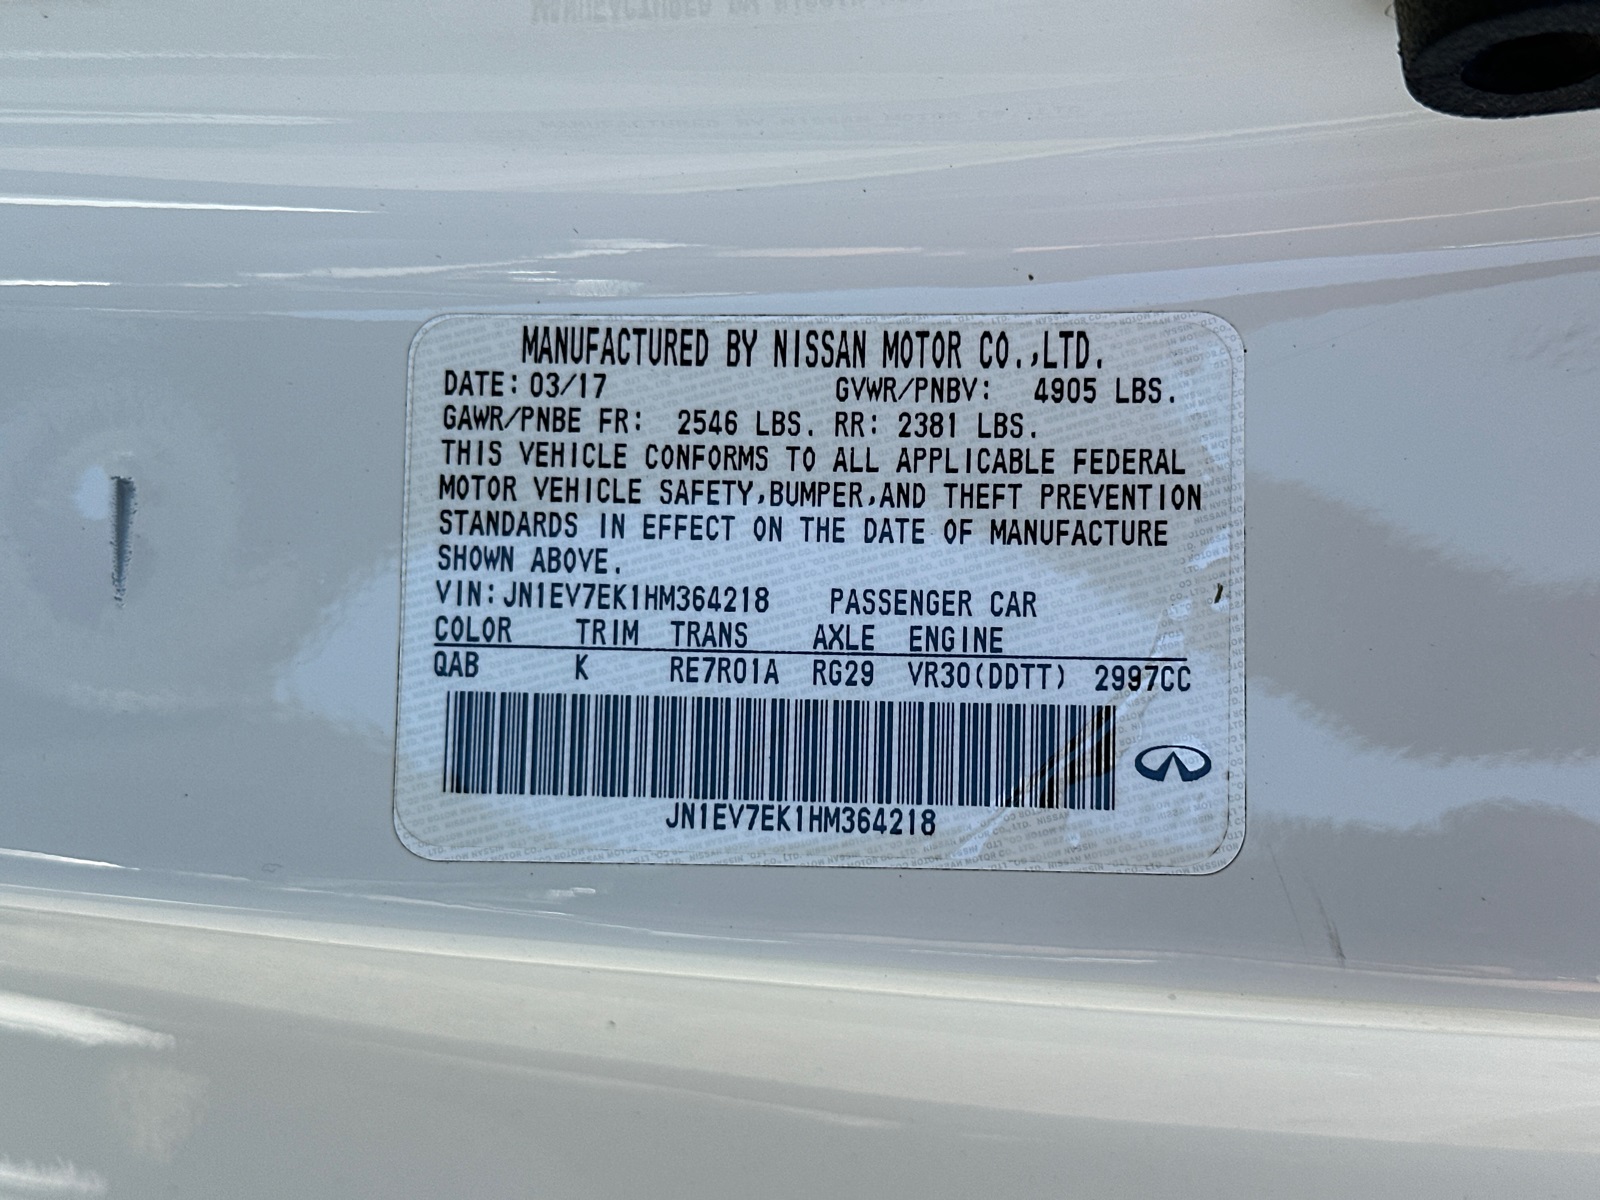 MANUFACTURED BY NISSAN MOTOR CO.,LTD.
DATE: 03/17 GVWR/PNBV: 4905 LBS.
GAWR/PNBE FR: 2546 LBS. RR: 2381 LBS.
THIS VEHICLE CONFORMS TO ALL APPLICABLE FEDERAL
MOTOR VEHICLE SAFETY,BUMPER,AND THEFT PREVENTION
STANDARDS IN EFFECT ON THE DATE OF MANUFACTURE
SHOWN ABOVE.
VIN: JN1EV7EK1HM364218 PASSENGER CAR
COLOR TRIM TRANS AXLE ENGINE
QAB K RE7R01A RG29 VR30(DDTT) 2997CC
JN1EV7EK1HM364218